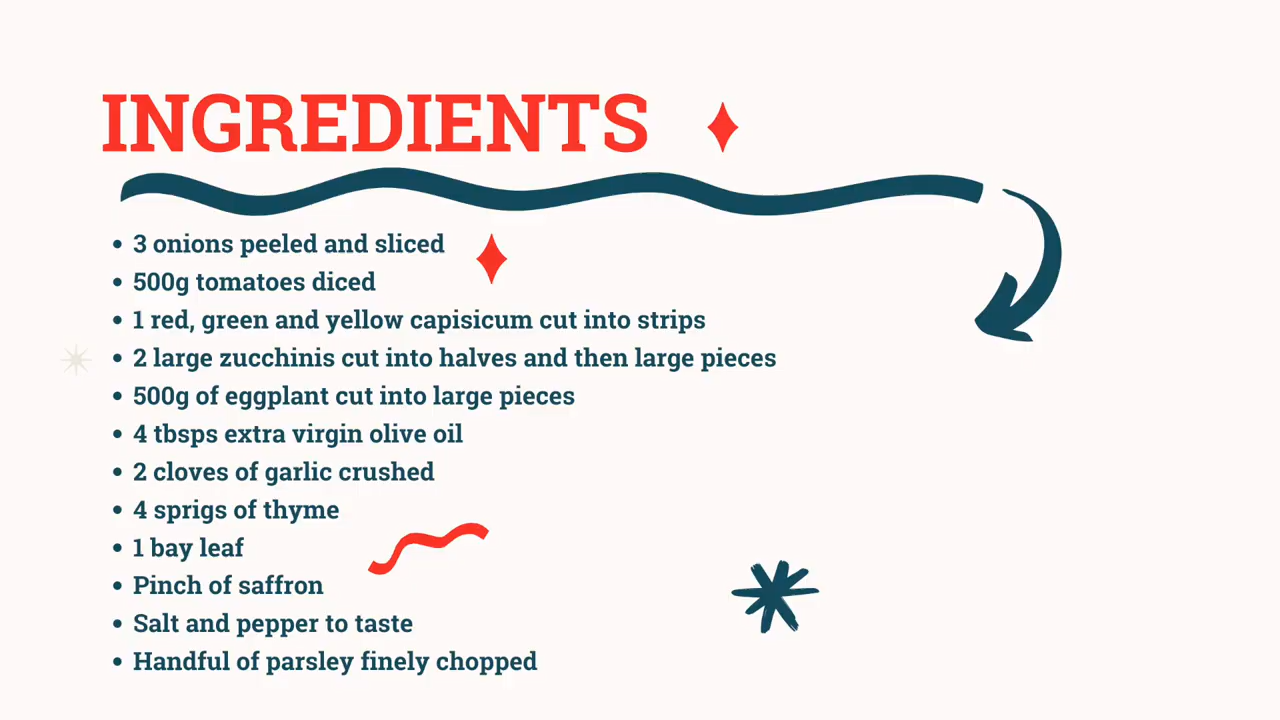 INGREDIENTS
• 3 onions peeled and sliced
• 500g tomatoes diced
• 1 red, green and yellow capisicum cut into strips
• 2 large zucchinis cut into halves and then large pieces
• 500g of eggplant cut into large pieces
• 4 tbsps extra virgin olive oil
• 2 cloves of garlic crushed
• 4 sprigs of thyme
• 1 bay leaf
• Pinch of saffron
• Salt and pepper to taste
• Handful of parsley finely chopped